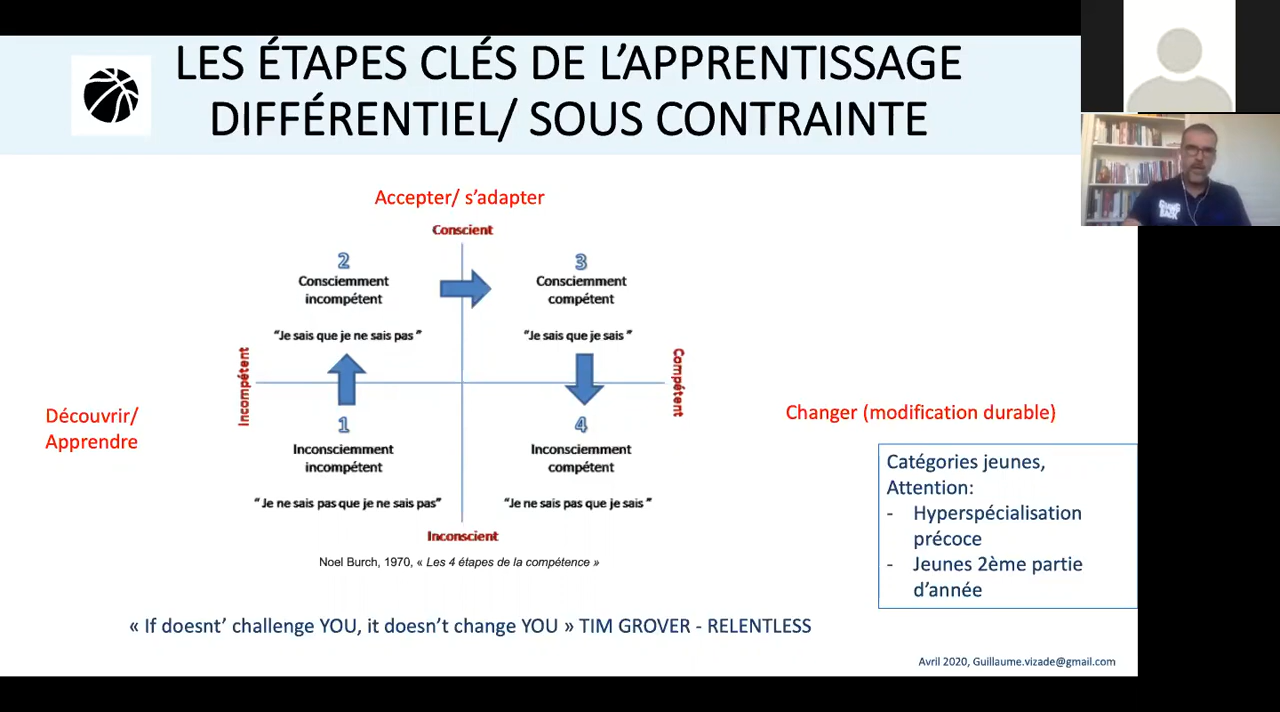 LES ÉTAPES CLÉS DE L’APPRENTISSAGE
DIFFÉRENTIEL/ SOUS CONTRAINTE
Accepter/ s’adapter
Conscient
2
Consciemment
incompétent
“Je sais que je ne sais pas ”
3
Consciemment
compétent
“Je sais que je sais ”
Incompétent
Compétent
Découvrir/
Apprendre
Changer (modification durable)
1
Inconsciemment
incompétent
“ Je ne sais pas que je ne sais pas”
4
Inconsciemment
compétent
“Je ne sais pas que je sais ”
Inconscient
Noel Burch, 1970, « Les 4 étapes de la compétence »
Catégories jeunes,
Attention:
- Hyperspécialisation
précoce
- Jeunes 2ème partie
d’année
« If doesnt’ challenge YOU, it doesn’t change YOU » TIM GROVER - RELENTLESS
Avril 2020, Guillaume.vizade@gmail.com
GIVING
BACK